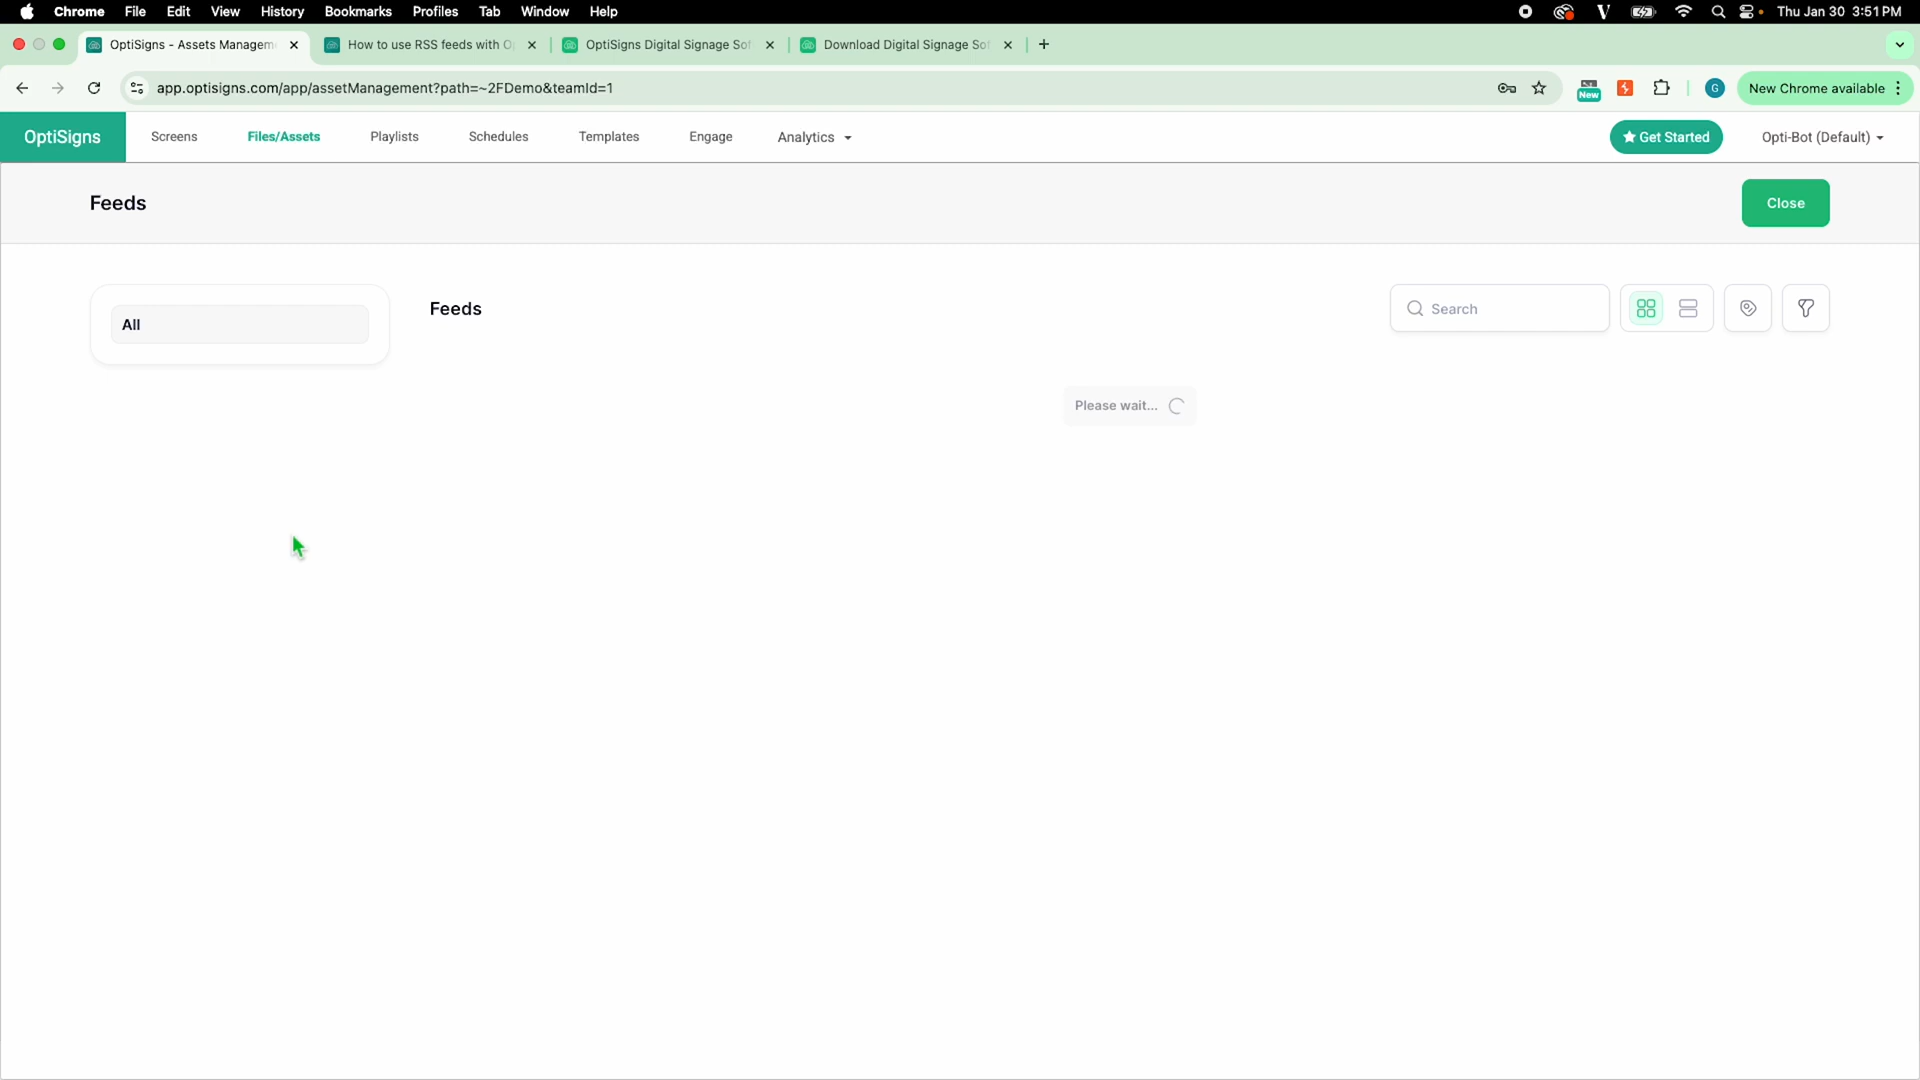 Chrome File Edit View History Bookmarks Profiles Tab Window Help V Thu Jan 30 3:51 PM
OptiSigns - Assets Managem How to use RSS feeds with O OptiSigns Digital Signage Sof Download Digital Signage Sof
app.optisigns.com/app/assetManagement?path=~2FDemo&teamId=1 New G New Chrome available
OptiSigns Screens Files/Assets Playlists Schedules Templates Engage Analytics Get Started Opti-Bot (Default)
Feeds Close
All Feeds Search
Please wait...